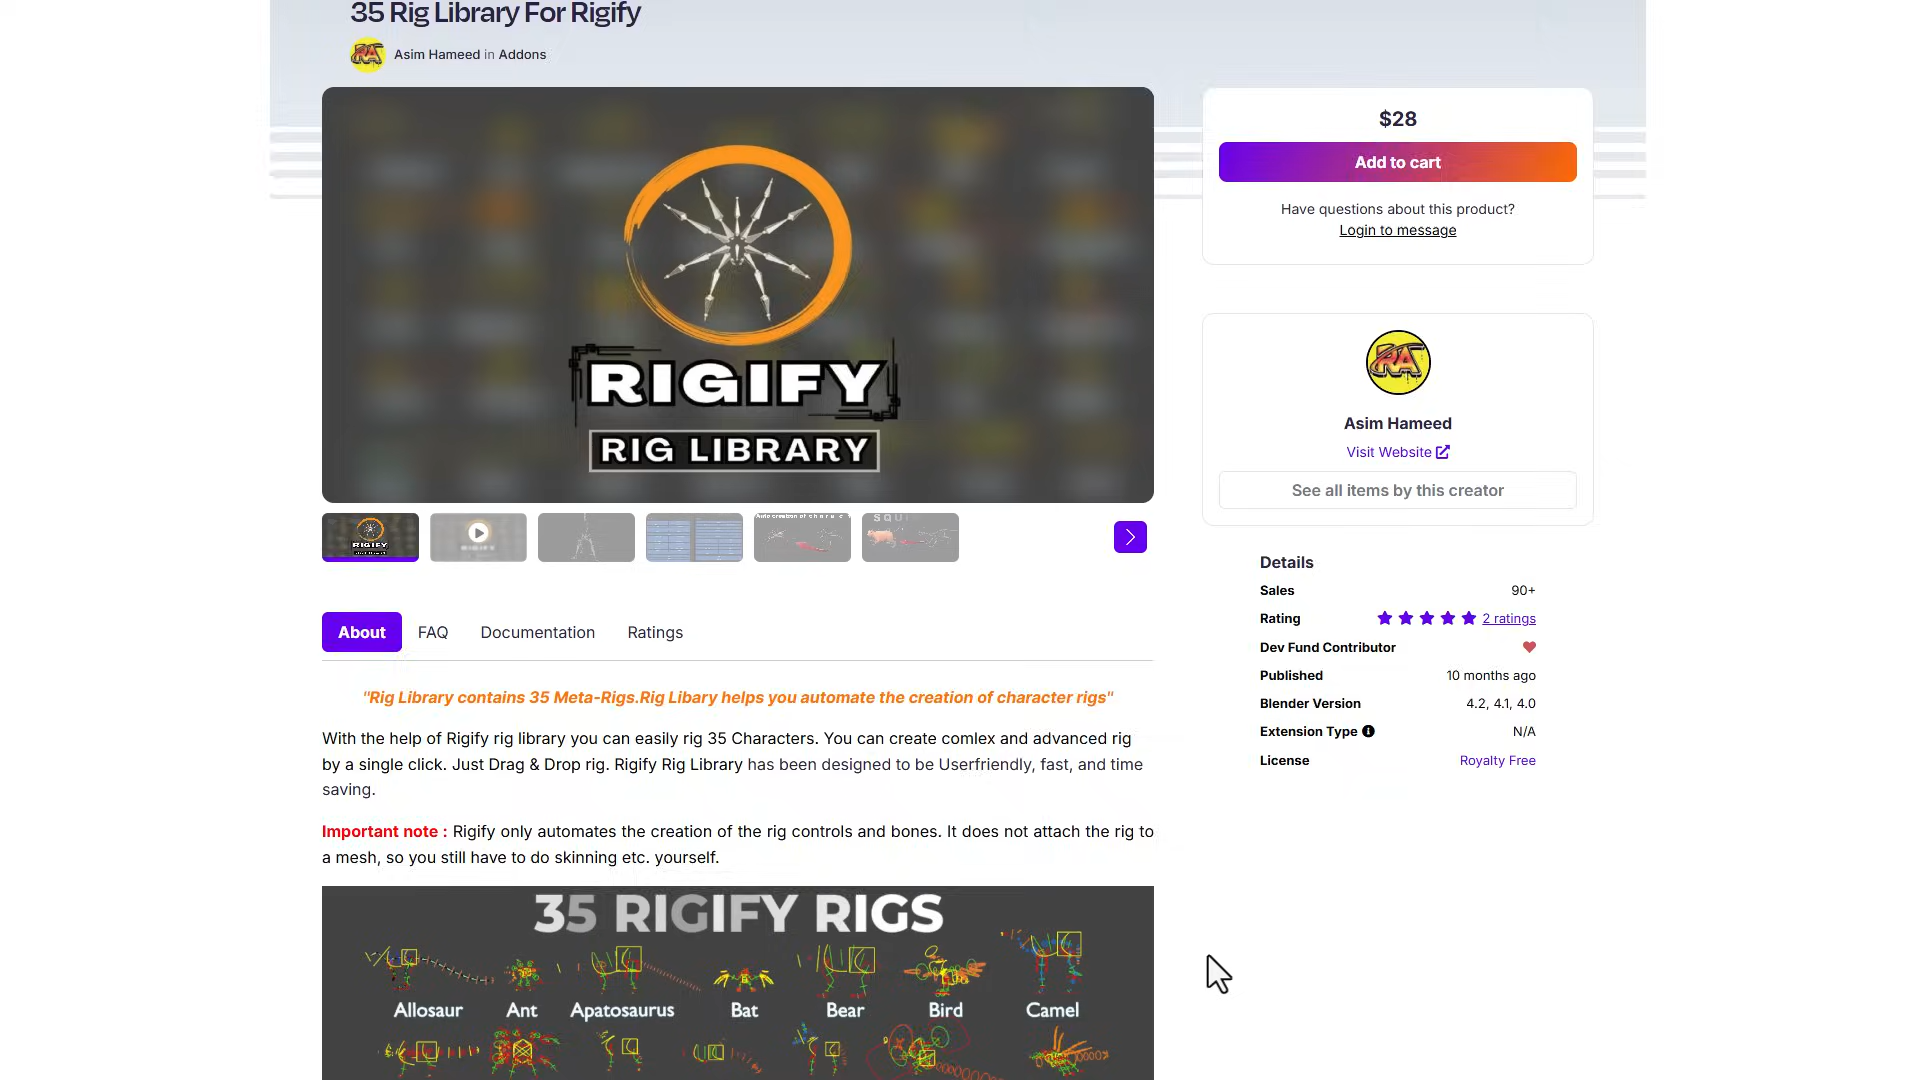 35 Rig Library For Rigify
Asim Hameed in Addons
RIGIFY
RIG LIBRARY
$28
Add to cart
Have questions about this product?
Login to message
Asim Hameed
Visit Website
See all items by this creator
Details
Sales 90+
Rating 2 ratings
Dev Fund Contributor
Published 10 months ago
Blender Version 4.2, 4.1, 4.0
Extension Type N/A
License Royalty Free
About FAQ Documentation Ratings
"Rig Library contains 35 Meta-Rigs.Rig Libary helps you automate the creation of character rigs"
With the help of Rigify rig library you can easily rig 35 Characters. You can create comlex and advanced rig
by a single click. Just Drag & Drop rig. Rigify Rig Library has been designed to be Userfriendly, fast, and time
saving.
Important note : Rigify only automates the creation of the rig controls and bones. It does not attach the rig to
a mesh, so you still have to do skinning etc. yourself.
35 RIGIFY RIGS
Allosaur Ant Apatosaurus Bat Bear Bird Camel